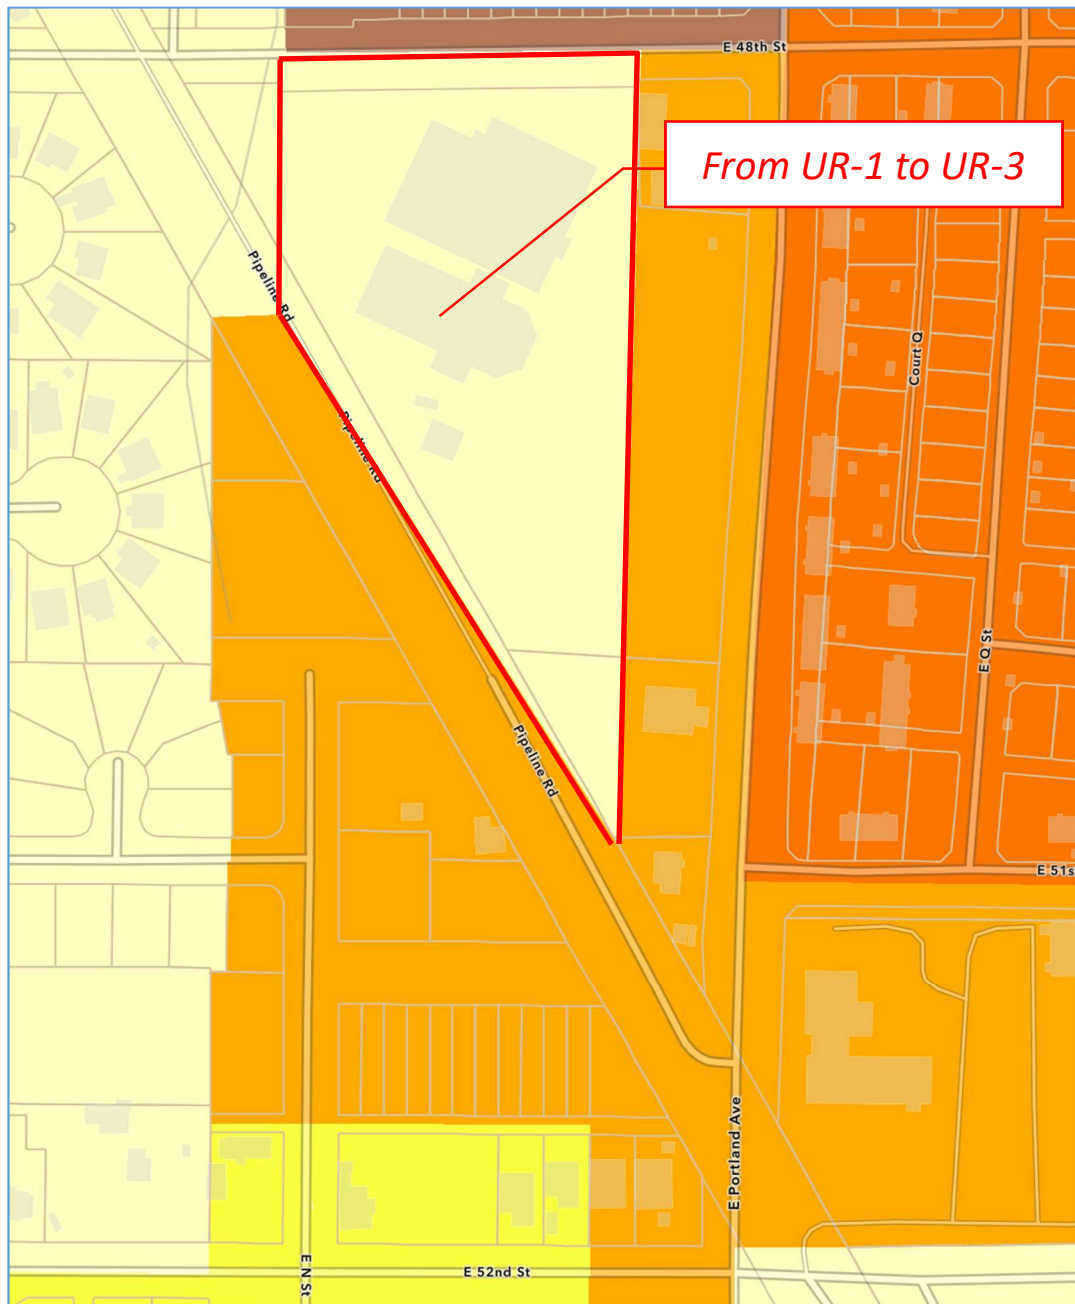 E 48th St
From UR-1 to UR-3
Pipeline Rd
Court Q
Pipeline Rd
E Q St
Pipeline Rd
E 51s
E Portland Ave
E N St
E 52nd St